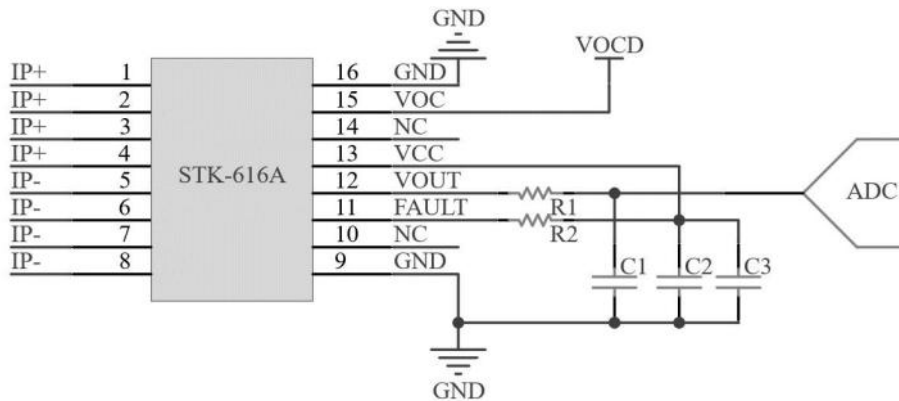 GND
VOCD
IP+ 1 16 GND
IP+ 2 15 VOC
IP+ 3 14 NC
IP+ 4 13 VCC
IP- 5 STK-616A 12 VOUT R1 ADC
IP- 6 11 FAULT R2
IP- 7 10 NC
IP- 8 9 GND C1 C2 C3
GND